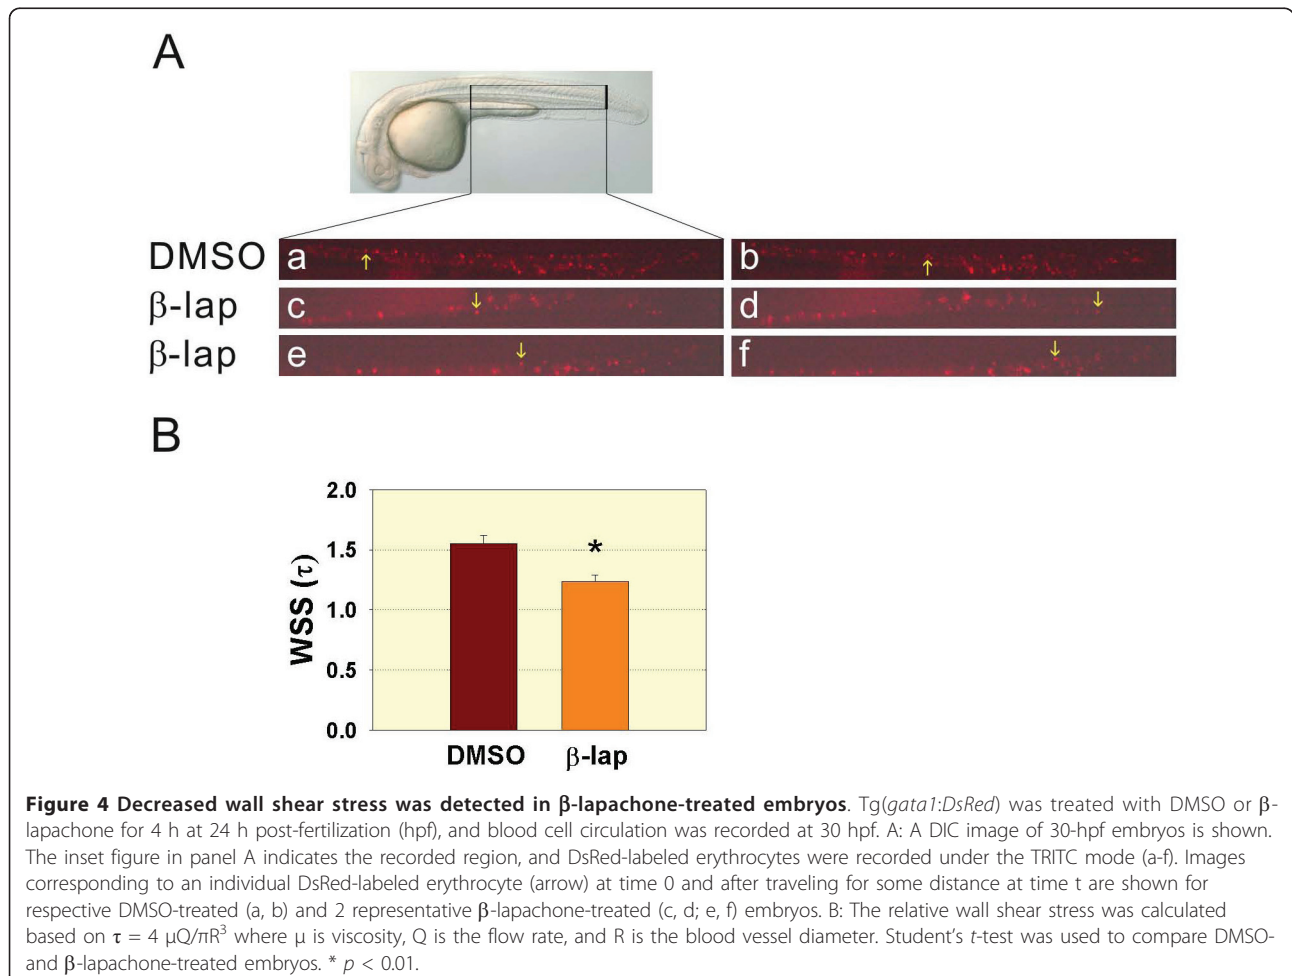 A
DMSO a b
β-lap c d
β-lap e f
B
2.0
1.5
1.0
0.5
0.0
WSS (τ)
*
DMSO β-lap
Figure 4 Decreased wall shear stress was detected in β-lapachone-treated embryos. Tg(gata1:DsRed) was treated with DMSO or β-
lapachone for 4 h at 24 h post-fertilization (hpf), and blood cell circulation was recorded at 30 hpf. A: A DIC image of 30-hpf embryos is shown.
The inset figure in panel A indicates the recorded region, and DsRed-labeled erythrocytes were recorded under the TRITC mode (a-f). Images
corresponding to an individual DsRed-labeled erythrocyte (arrow) at time 0 and after traveling for some distance at time t are shown for
respective DMSO-treated (a, b) and 2 representative β-lapachone-treated (c, d; e, f) embryos. B: The relative wall shear stress was calculated
based on τ = 4 μQ/πR³ where μ is viscosity, Q is the flow rate, and R is the blood vessel diameter. Student's t-test was used to compare DMSO-
and β-lapachone-treated embryos. * p < 0.01.